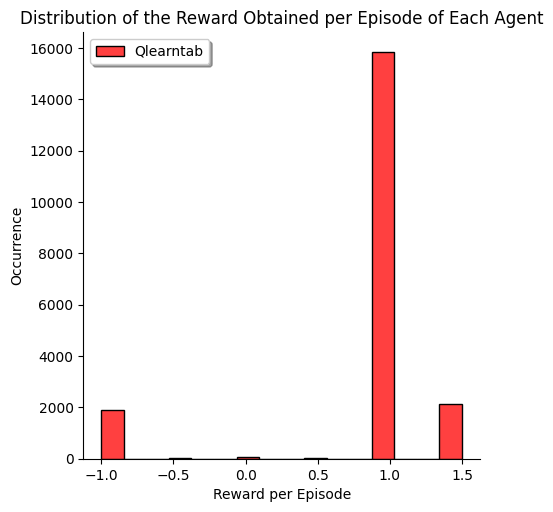 Distribution of the Reward Obtained per Episode of Each Agent
Qlearntab
16000
14000
12000
10000
8000
6000
4000
2000
0
Occurrence
−1.0 −0.5 0.0 0.5 1.0 1.5
Reward per Episode